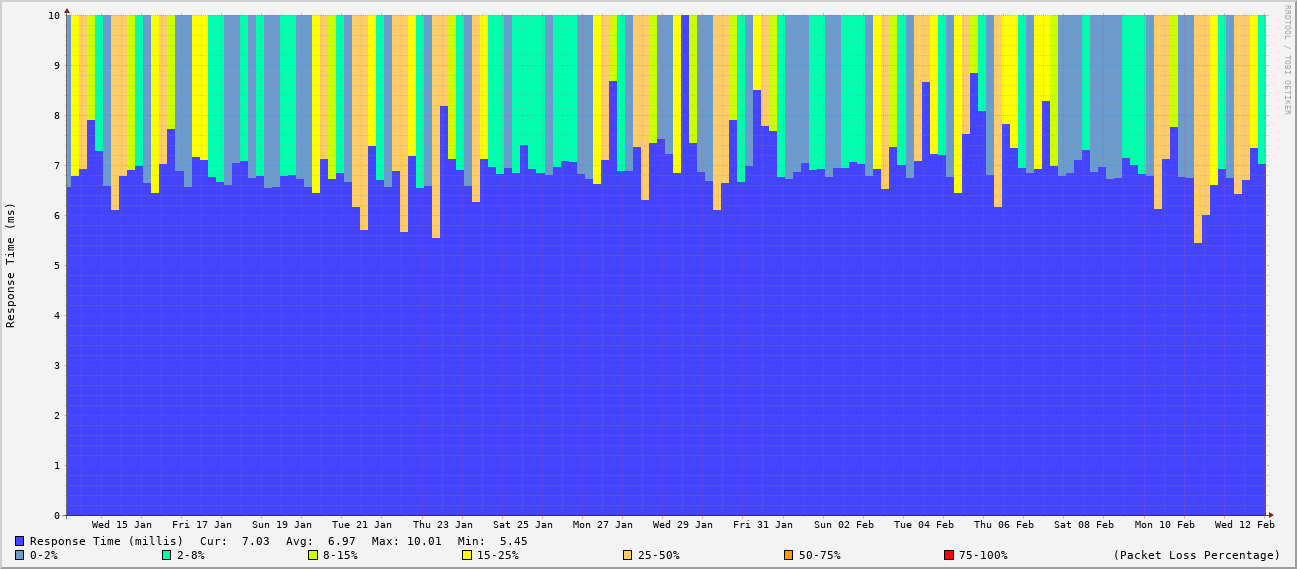 RRDTOOL / TOBI OETIKER
Response Time (ms)
10
9
8
7
6
5
4
3
2
1
0
Wed 15 Jan Fri 17 Jan Sun 19 Jan Tue 21 Jan Thu 23 Jan Sat 25 Jan Mon 27 Jan Wed 29 Jan Fri 31 Jan Sun 02 Feb Tue 04 Feb Thu 06 Feb Sat 08 Feb Mon 10 Feb Wed 12 Feb
Response Time (millis) Cur: 7.03 Avg: 6.97 Max: 10.01 Min: 5.45
0-2% 2-8% 8-15% 15-25% 25-50% 50-75% 75-100% (Packet Loss Percentage)